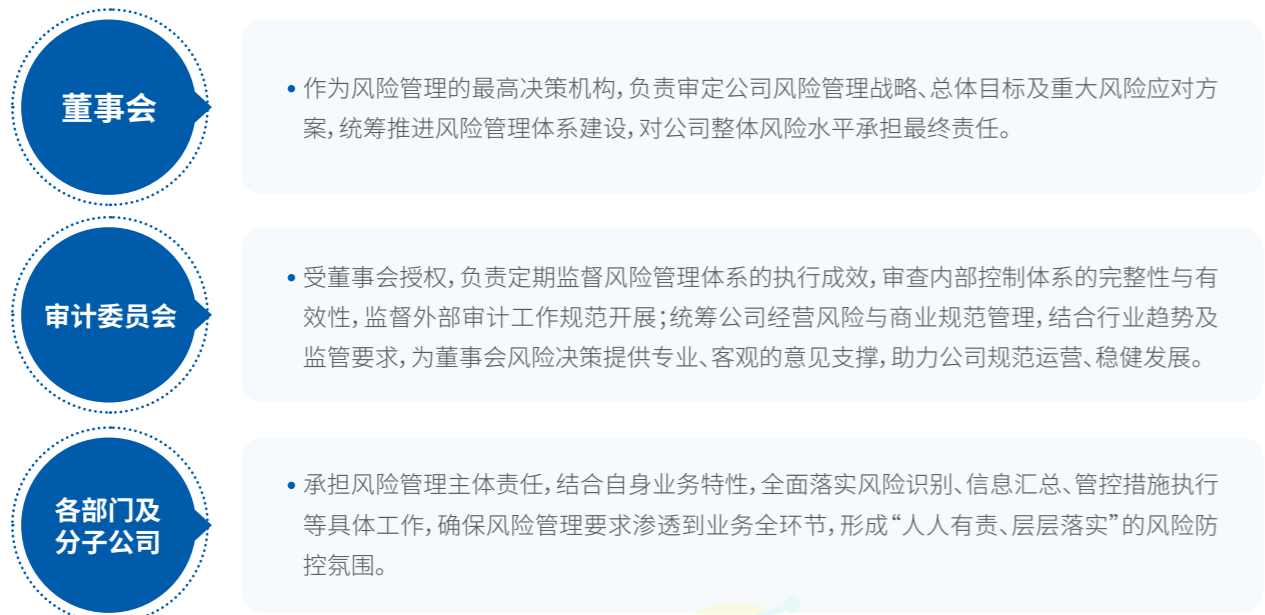 董事会
• 作为风险管理的最高决策机构，负责审定公司风险管理战略、总体目标及重大风险应对方
案，统筹推进风险管理体系建设，对公司整体风险水平承担最终责任。
审计委员会
• 受董事会授权，负责定期监督风险管理体系的执行成效，审查内部控制体系的完整性与有
效性，监督外部审计工作规范开展；统筹公司经营风险与商业规范管理，结合行业趋势及
监管要求，为董事会风险决策提供专业、客观的意见支撑，助力公司规范运营、稳健发展。
各部门及
分子公司
• 承担风险管理主体责任，结合自身业务特性，全面落实风险识别、信息汇总、管控措施执行
等具体工作，确保风险管理要求渗透到业务全环节，形成“人人有责、层层落实”的风险防
控氛围。